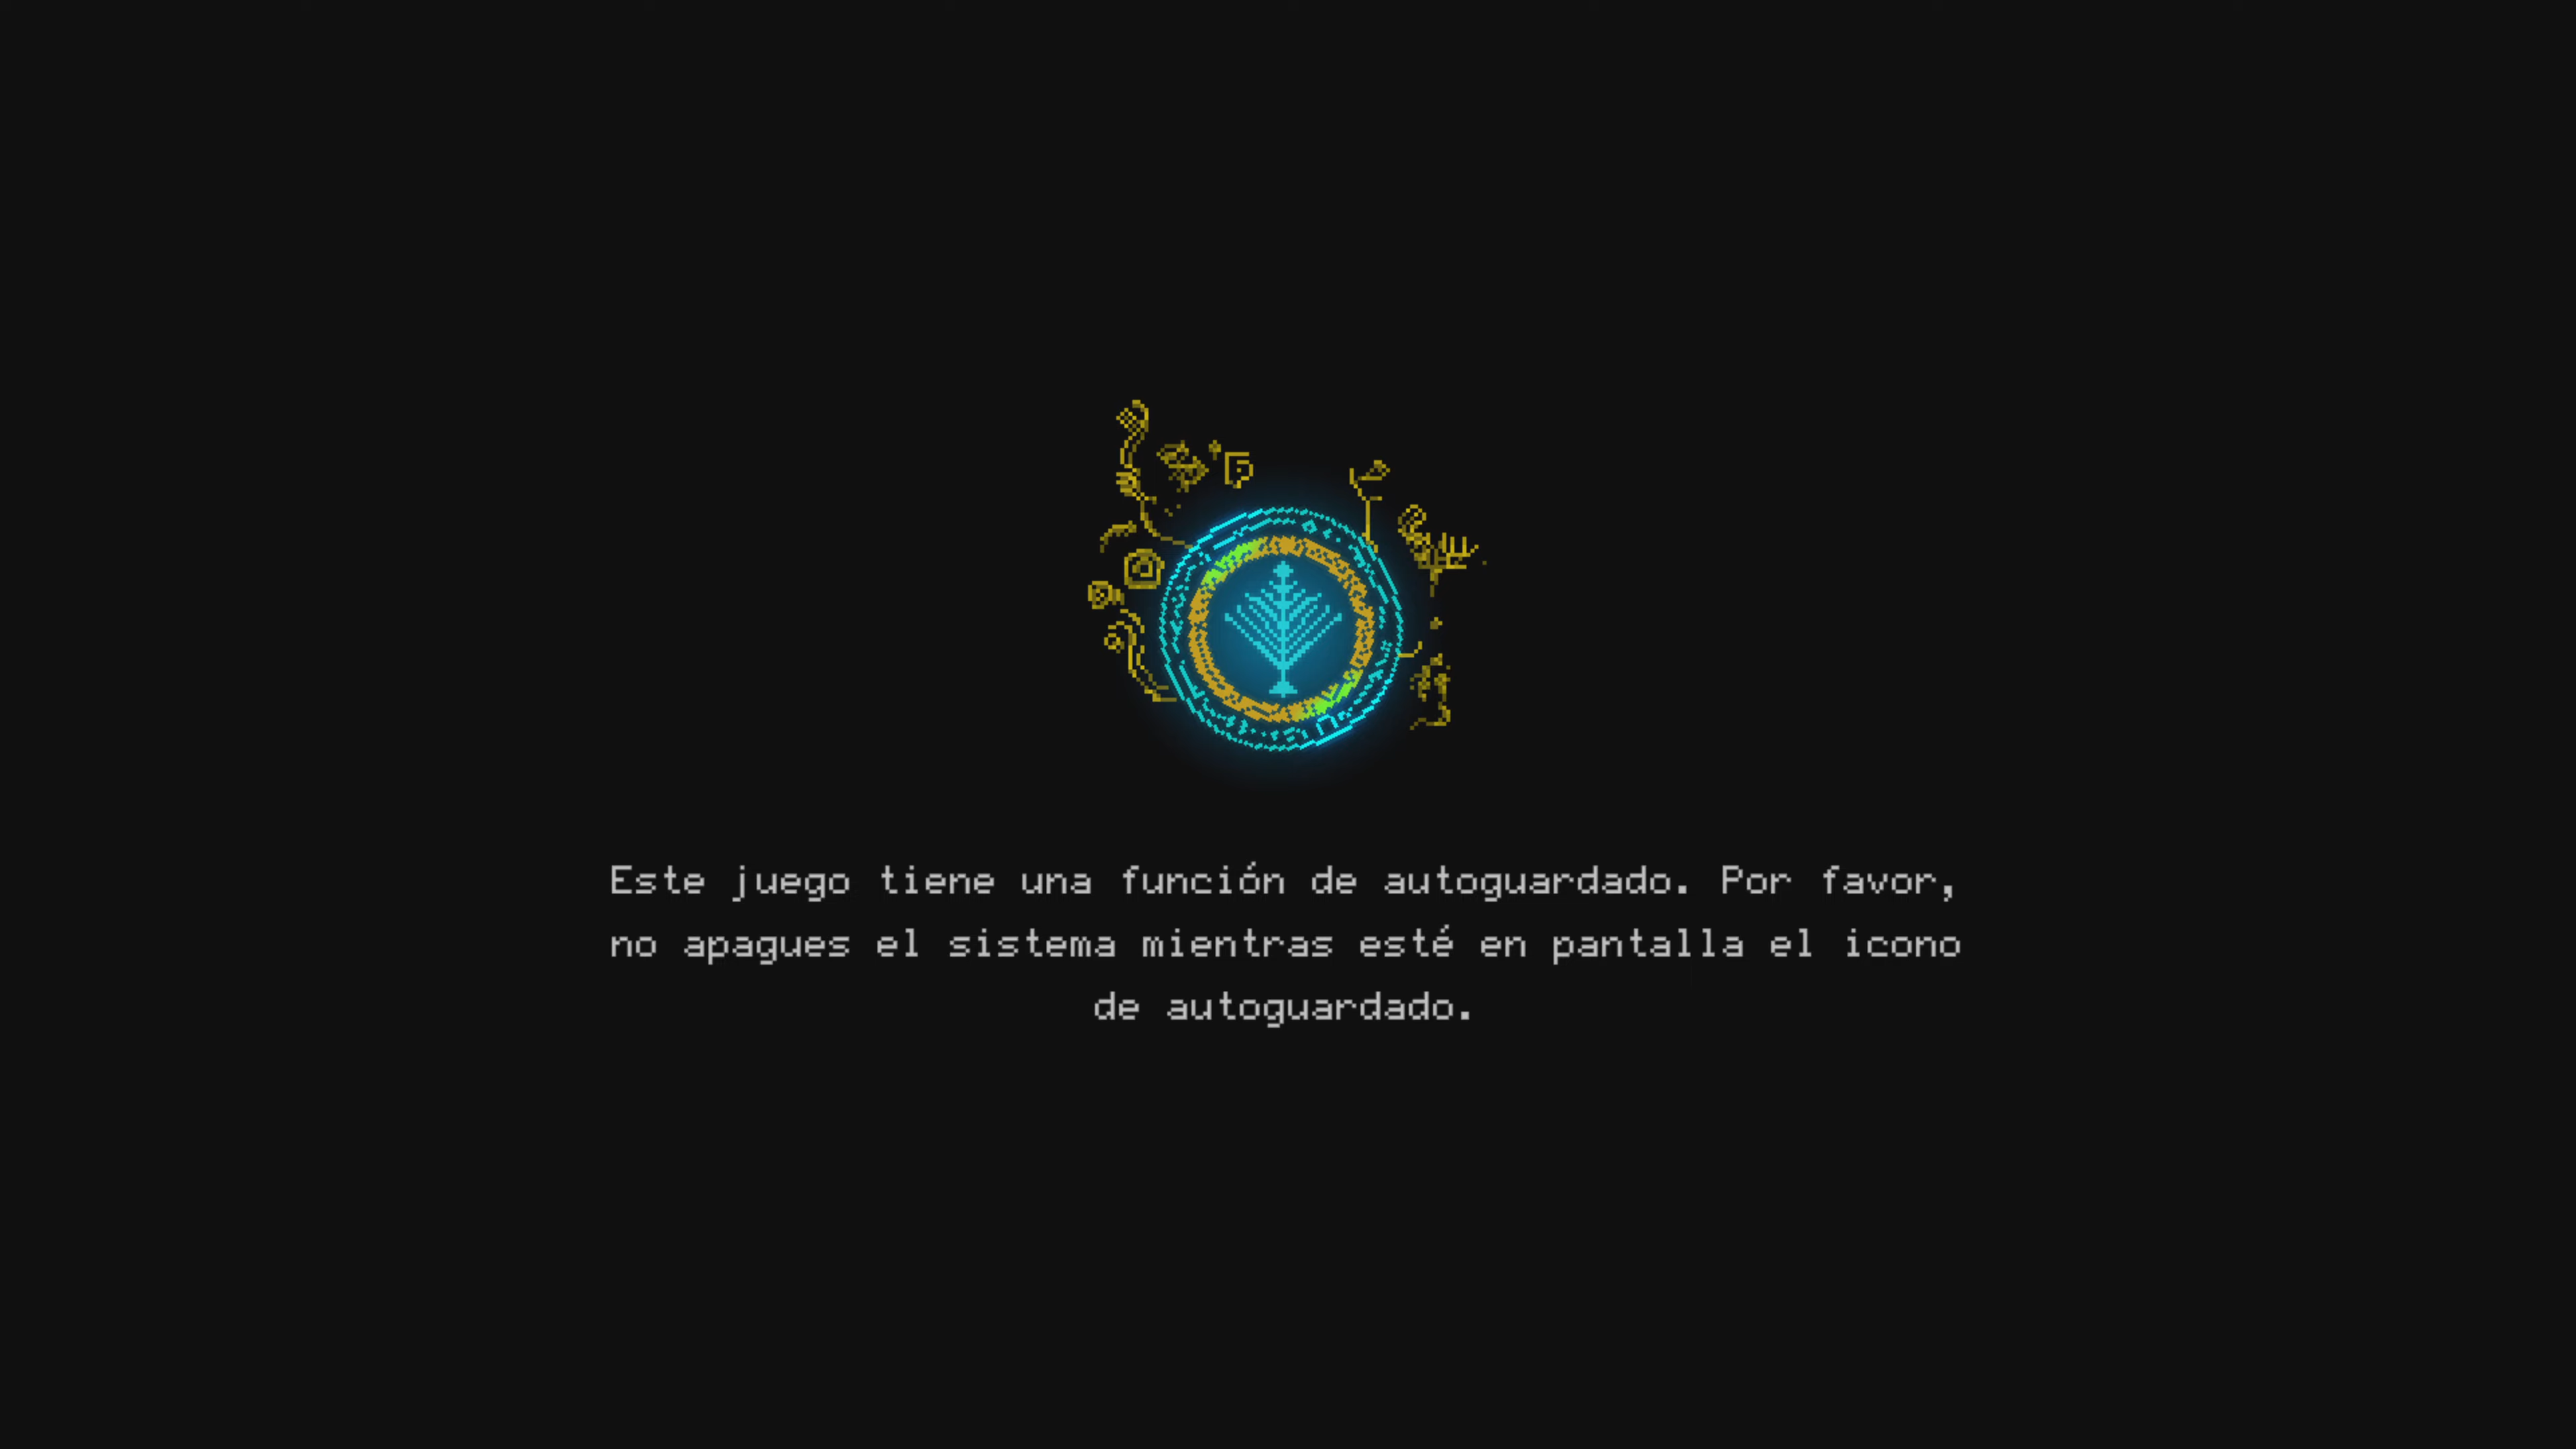 Este juego tiene una función de autoguardado. Por favor,
no apagues el sistema mientras esté en pantalla el icono
de autoguardado.